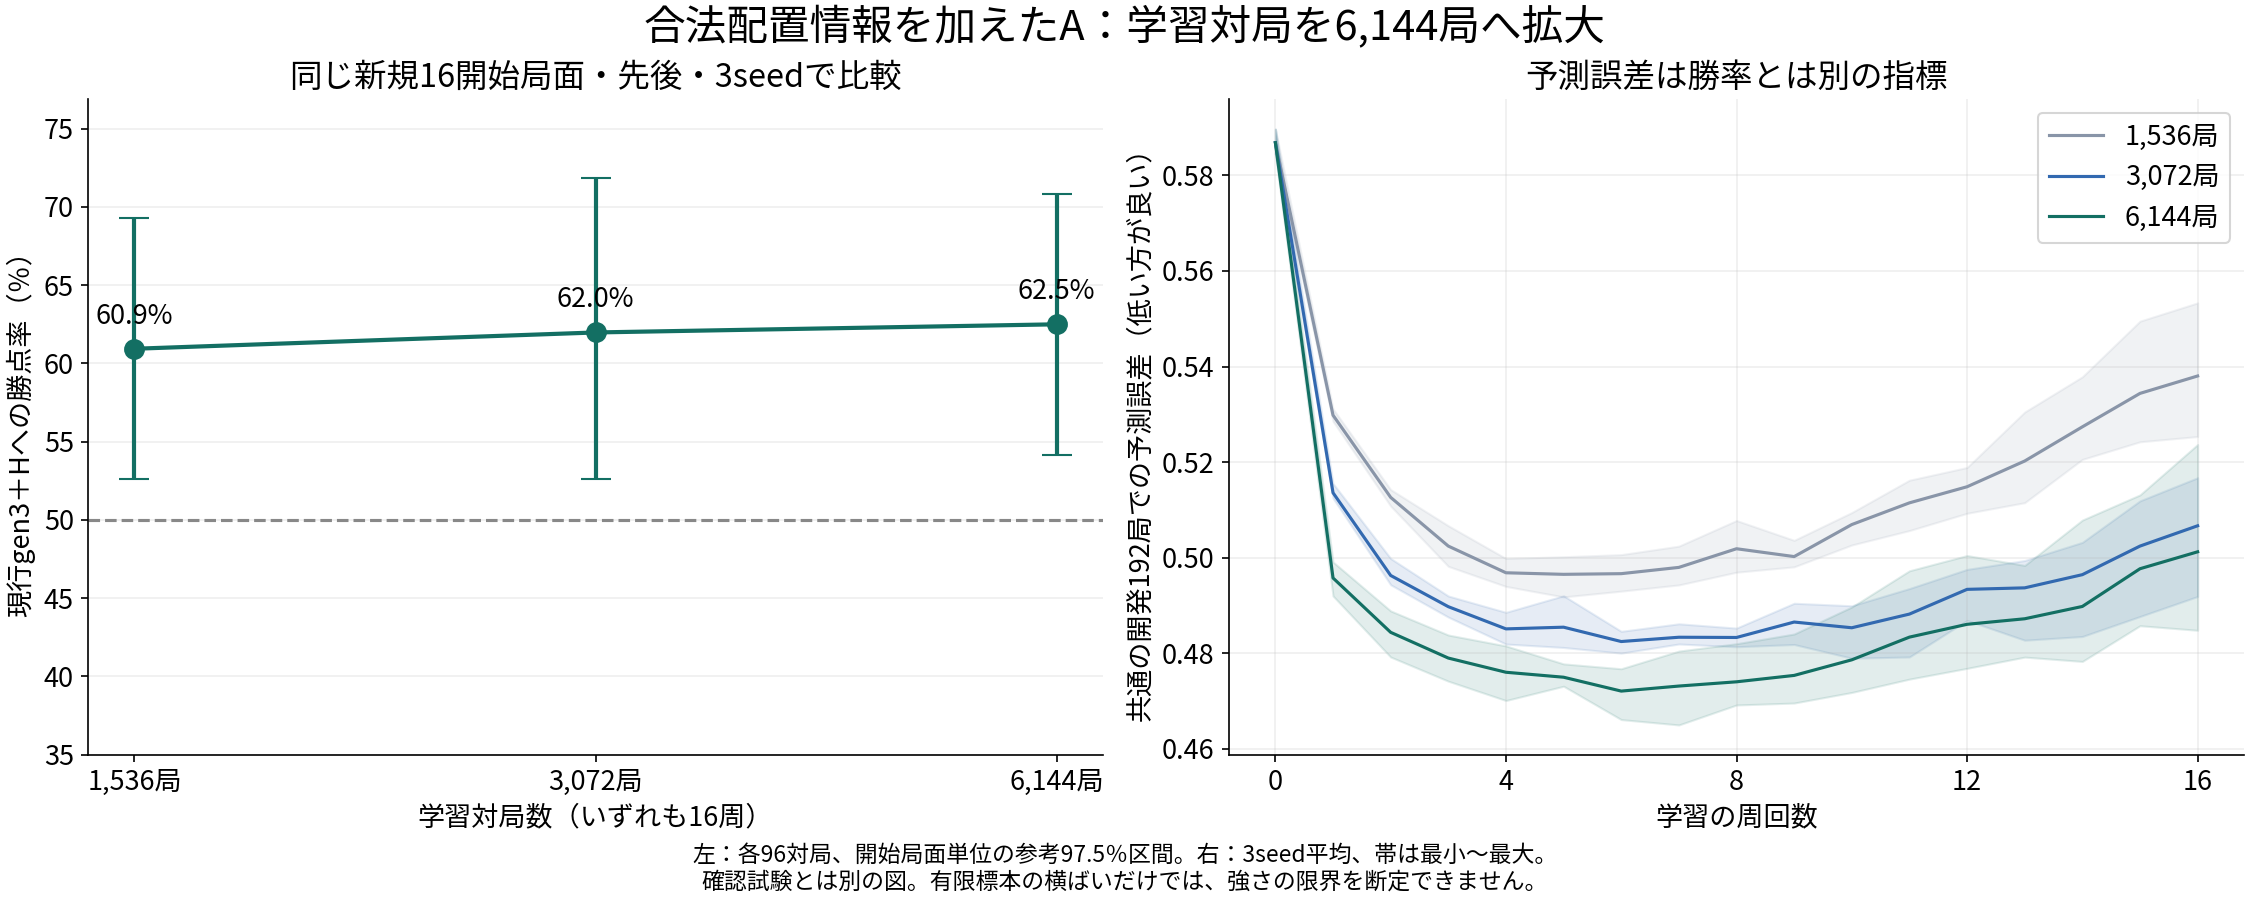 合法配置情報を加えたA：学習対局を6,144局へ拡大
同じ新規16開始局面・先後・3seedで比較
現行gen3＋Hへの勝点率（%）
75
70
65
60
55
50
45
40
35
60.9%
62.0%
62.5%
1,536局
3,072局
6,144局
学習対局数（いずれも16周）
予測誤差は勝率とは別の指標
共通の開発192局での予測誤差（低い方が良い）
0.58
0.56
0.54
0.52
0.50
0.48
0.46
1,536局
3,072局
6,144局
0
4
8
12
16
学習の周回数
左：各96対局、開始局面単位の参考97.5%区間。右：3seed平均、帯は最小～最大。
確認試験とは別の図。有限標本の横ばいだけでは、強さの限界を断定できません。